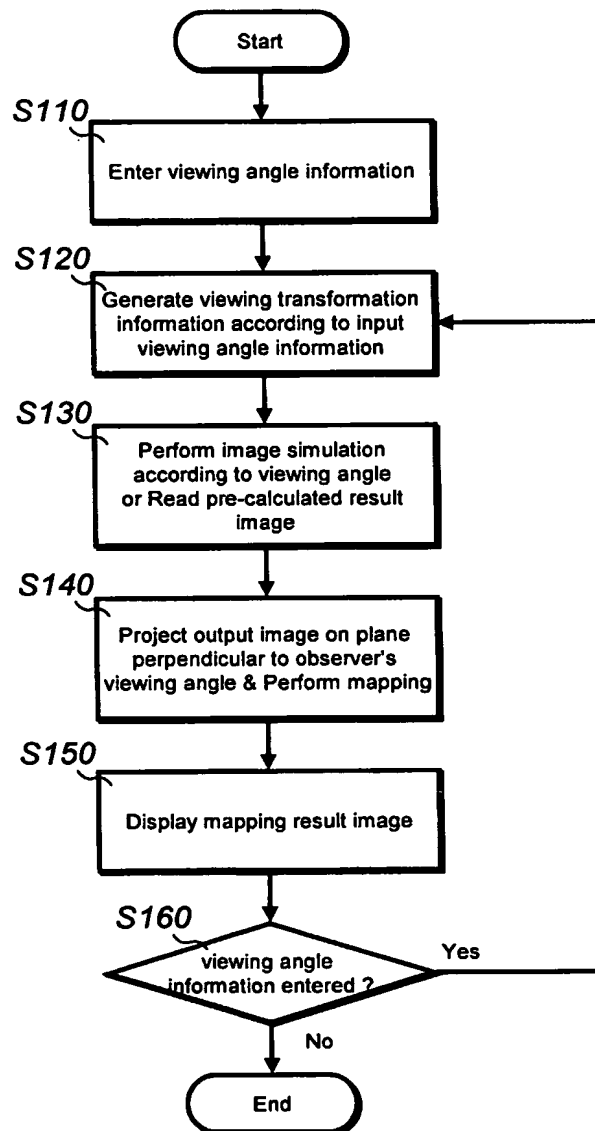 Start
S110
Enter viewing angle information
S120
Generate viewing transformation
information according to input
viewing angle information
S130
Perform image simulation
according to viewing angle
or Read pre-calculated result
image
S140
Project output image on plane
perpendicular to observer's
viewing angle & Perform mapping
S150
Display mapping result image
S160
viewing angle
information entered ?
Yes
No
End